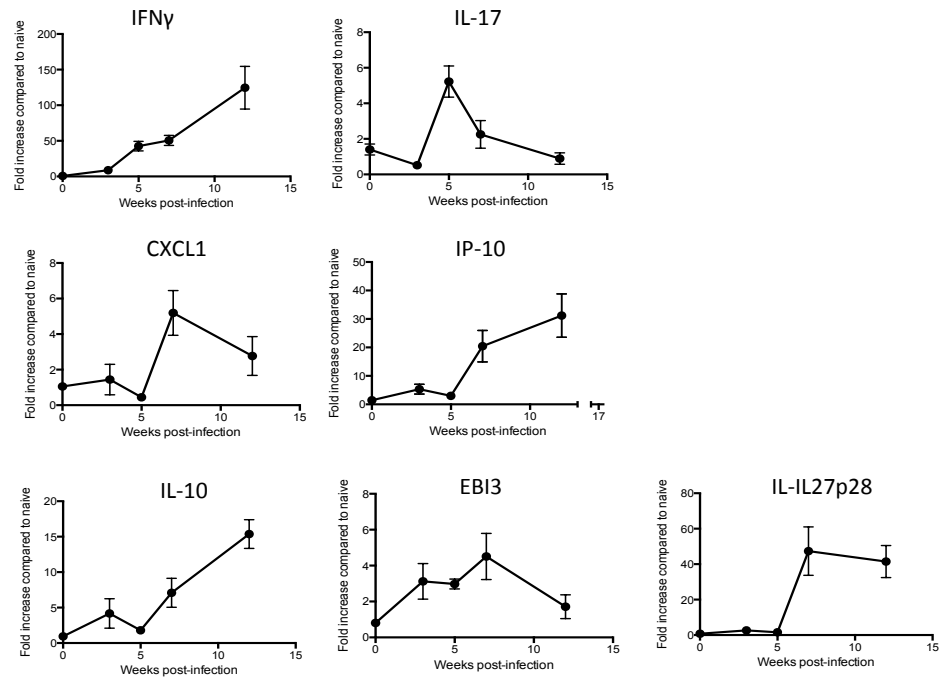 IFNγ
Fold increase compared to naive
200
150
100
50
0
0 5 10 15
Weeks post-infection
IL-17
Fold increase compared to naive
8
6
4
2
0
0 5 10 15
Weeks post-infection
CXCL1
Fold increase compared to naive
8
6
4
2
0
0 5 10 15
Weeks post-infection
IP-10
Fold increase compared to naive
50
40
30
20
10
0
0 5 10 17
Weeks post-infection
IL-10
Fold increase compared to naive
20
15
10
5
0
0 5 10 15
Weeks post-infection
EBI3
Fold increase compared to naive
8
6
4
2
0
0 5 10 15
Weeks post-infection
IL-IL27p28
Fold increase compared to naive
80
60
40
20
0
0 5 10 15
Weeks post-infection